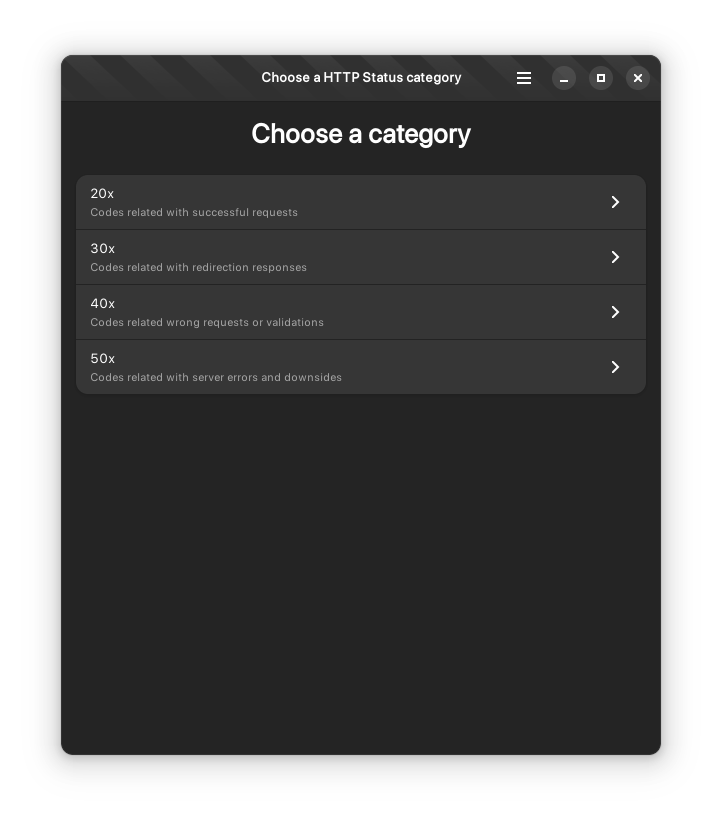 Choose a HTTP Status category
Choose a category
20x
Codes related with successful requests
30x
Codes related with redirection responses
40x
Codes related wrong requests or validations
50x
Codes related with server errors and downsides